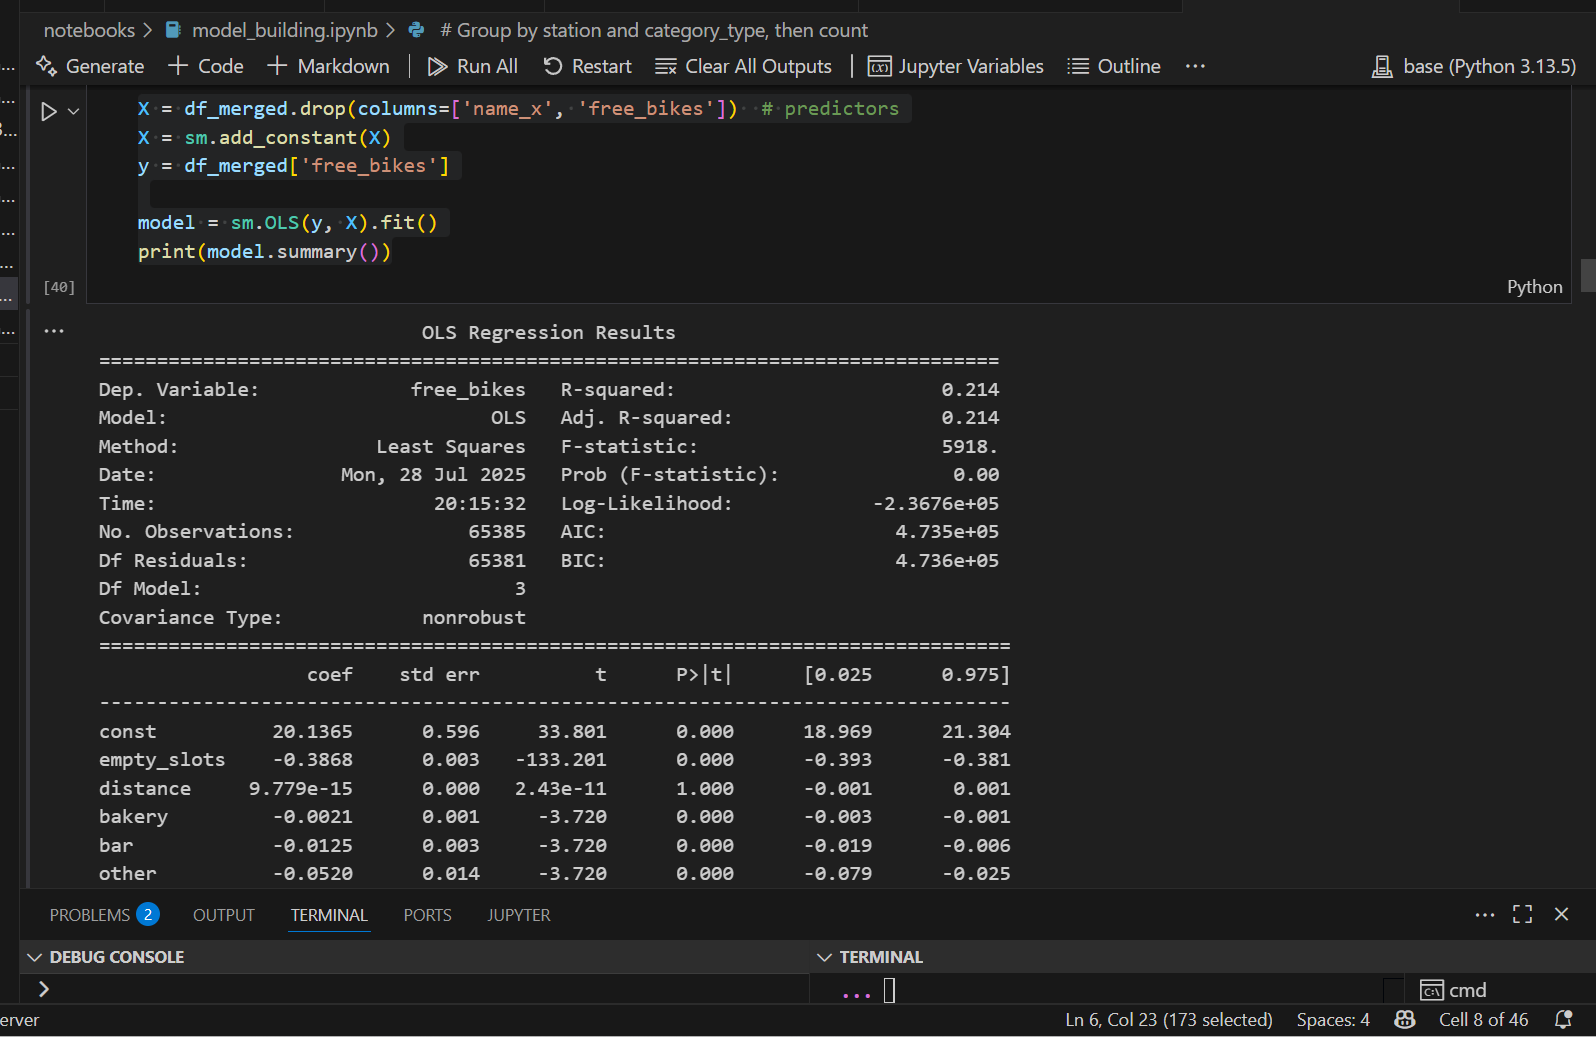 notebooks > model_building.ipynb > # Group by station and category_type, then count
Generate + Code + Markdown | Run All Restart Clear All Outputs | Jupyter Variables Outline ... base (Python 3.13.5)
X = df_merged.drop(columns=['name_x', 'free_bikes']) # predictors
X = sm.add_constant(X)
y = df_merged['free_bikes']
model = sm.OLS(y, X).fit()
print(model.summary())
[40] Python
... OLS Regression Results
==============================================================================
Dep. Variable: free_bikes R-squared: 0.214
Model: OLS Adj. R-squared: 0.214
Method: Least Squares F-statistic: 5918.
Date: Mon, 28 Jul 2025 Prob (F-statistic): 0.00
Time: 20:15:32 Log-Likelihood: -2.3676e+05
No. Observations: 65385 AIC: 4.735e+05
Df Residuals: 65381 BIC: 4.736e+05
Df Model: 3
Covariance Type: nonrobust
===============================================================================
coef std err t P>|t| [0.025 0.975]
-------------------------------------------------------------------------------
const 20.1365 0.596 33.801 0.000 18.969 21.304
empty_slots -0.3868 0.003 -133.201 0.000 -0.393 -0.381
distance 9.779e-15 0.000 2.43e-11 1.000 -0.001 0.001
bakery -0.0021 0.001 -3.720 0.000 -0.003 -0.001
bar -0.0125 0.003 -3.720 0.000 -0.019 -0.006
other -0.0520 0.014 -3.720 0.000 -0.079 -0.025
PROBLEMS 2 OUTPUT TERMINAL PORTS JUPYTER
DEBUG CONSOLE TERMINAL
> ... cmd
erver Ln 6, Col 23 (173 selected) Spaces: 4 Cell 8 of 46